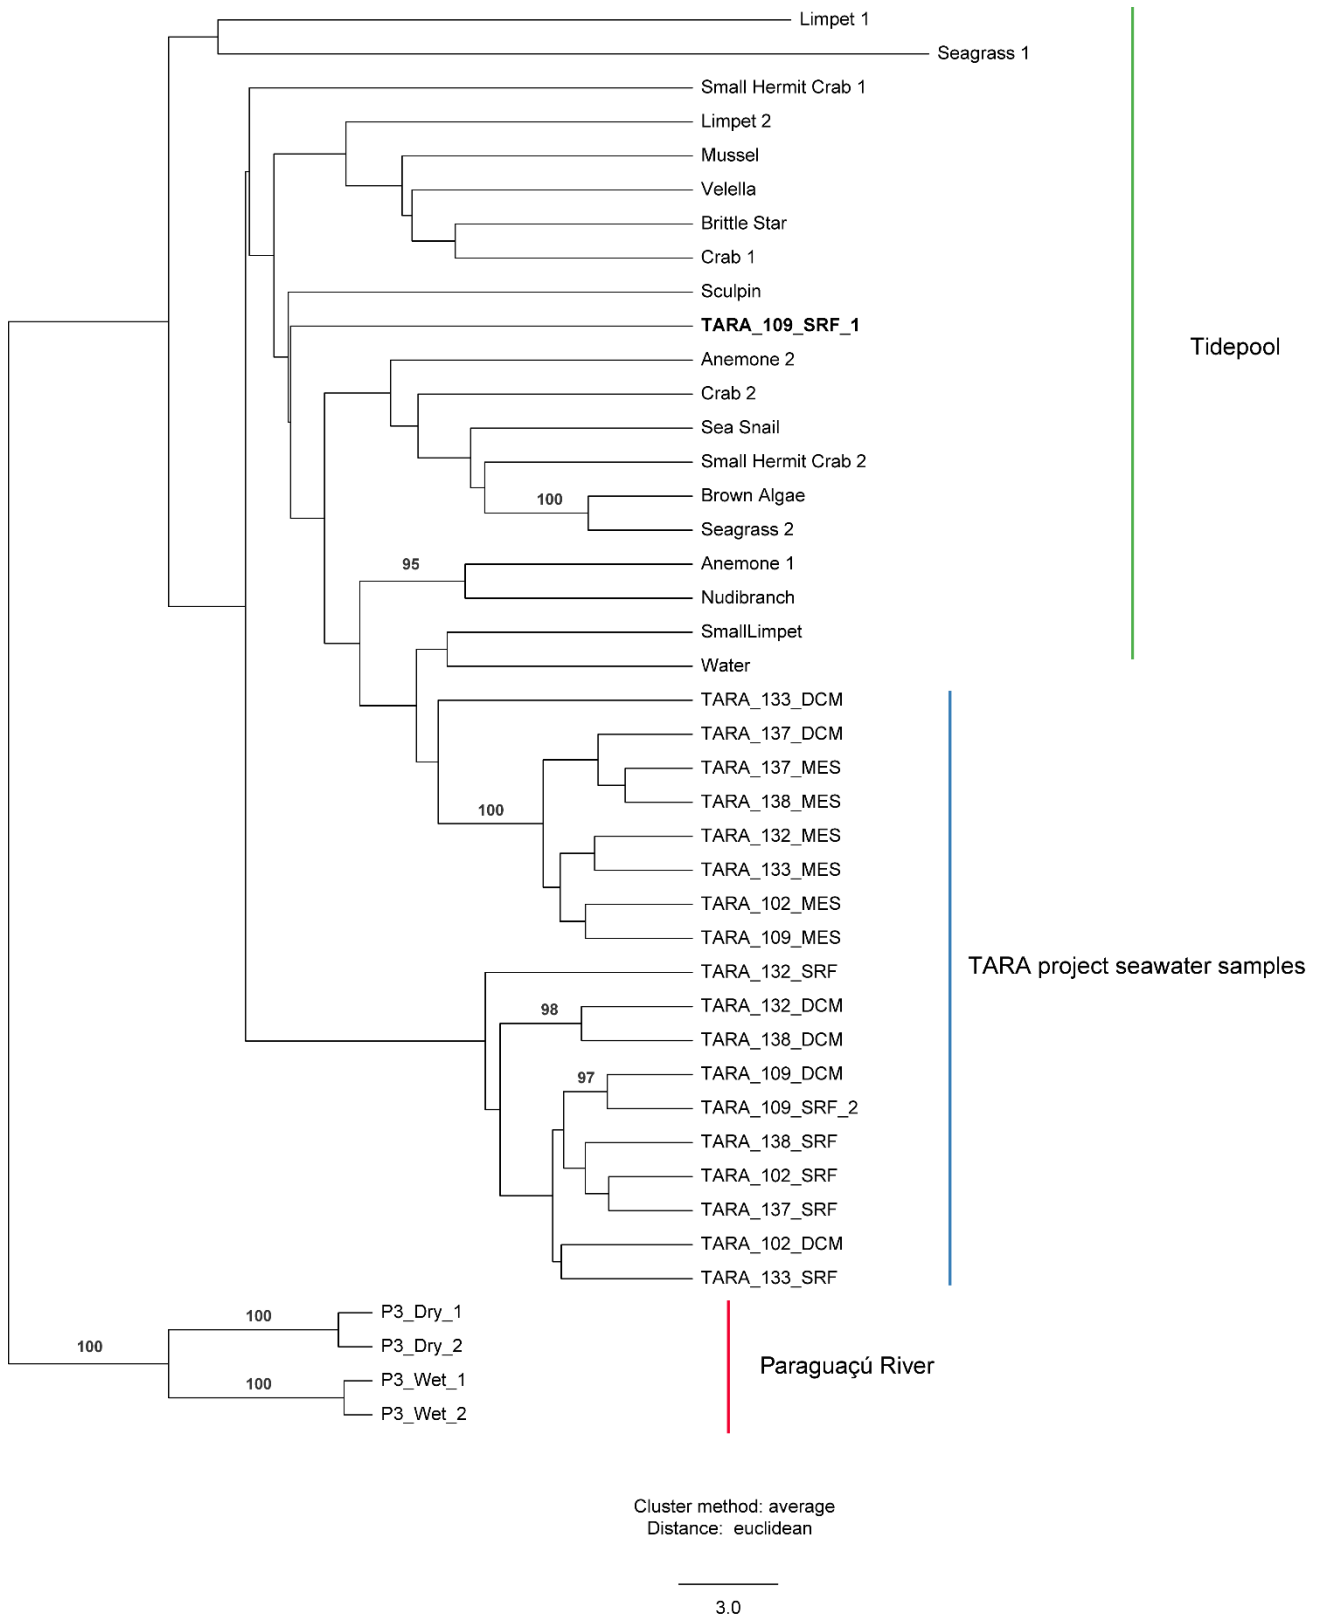 Limpet 1
Seagrass 1
Small Hermit Crab 1
Limpet 2
Mussel
Velella
Brittle Star
Crab 1
Sculpin
TARA_109_SRF_1
Tidepool
Anemone 2
Crab 2
Sea Snail
Small Hermit Crab 2
100
Brown Algae
Seagrass 2
95
Anemone 1
Nudibranch
SmallLimpet
Water
TARA_133_DCM
TARA_137_DCM
TARA_137_MES
TARA_138_MES
100
TARA_132_MES
TARA_133_MES
TARA_102_MES
TARA_109_MES
TARA project seawater samples
TARA_132_SRF
98
TARA_132_DCM
TARA_138_DCM
97
TARA_109_DCM
TARA_109_SRF_2
TARA_138_SRF
TARA_102_SRF
TARA_137_SRF
TARA_102_DCM
TARA_133_SRF
100
P3_Dry_1
100
P3_Dry_2
Paraguaçú River
100
P3_Wet_1
P3_Wet_2
Cluster method: average
Distance: euclidean
3.0